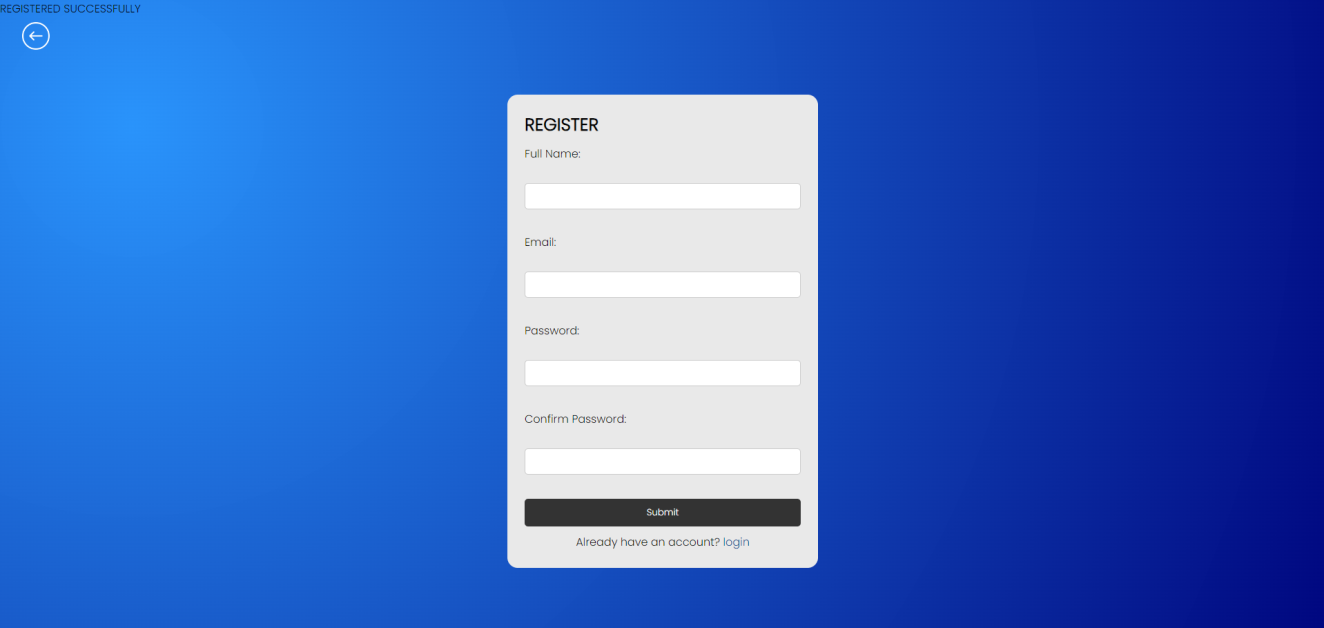 REGISTERED SUCCESSFULLY
REGISTER
Full Name:
Email:
Password:
Confirm Password:
Submit
Already have an account? login